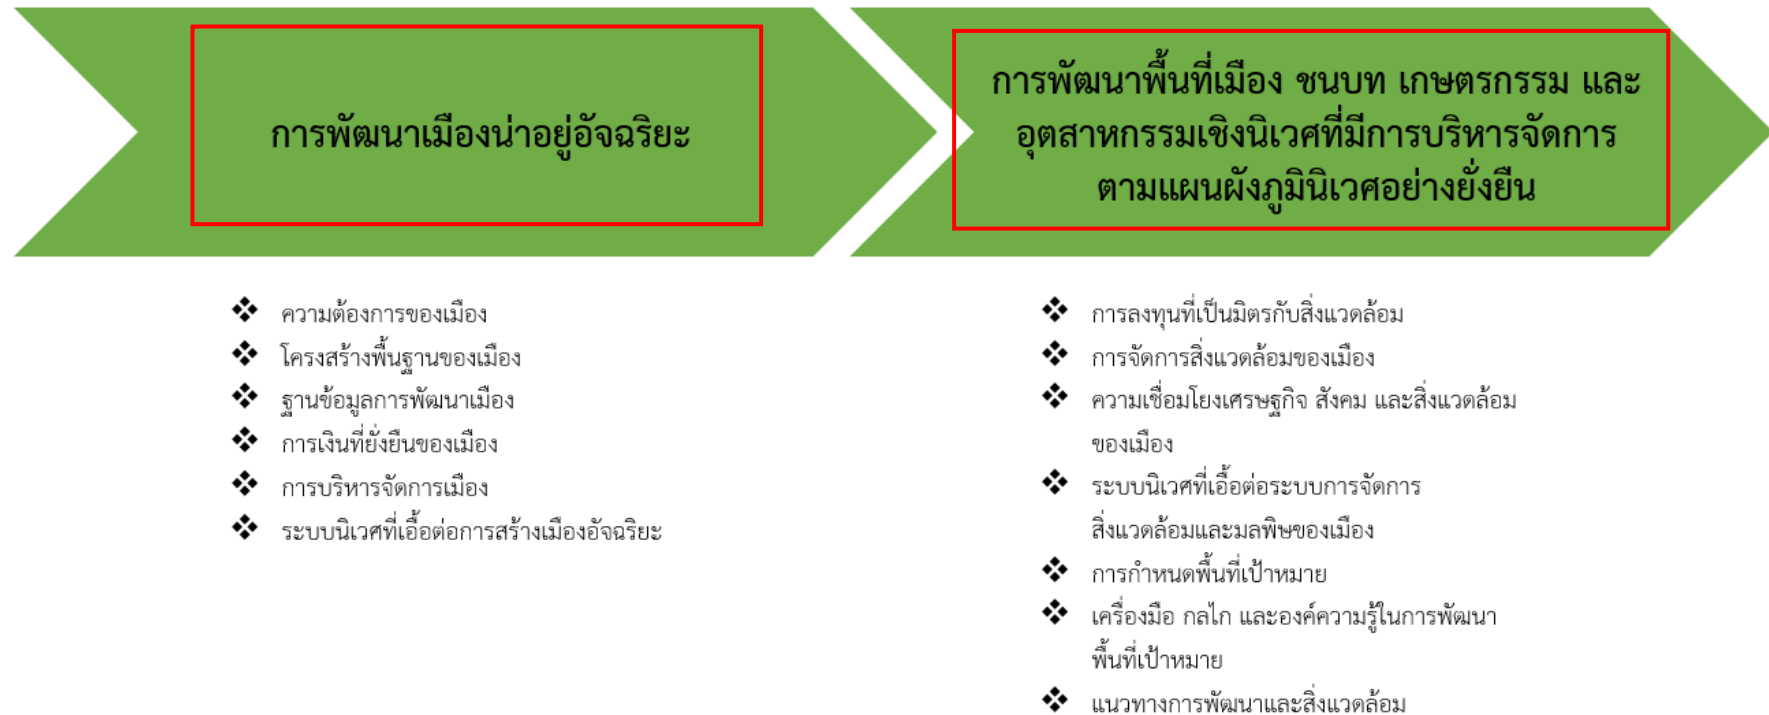 การพัฒนาเมืองน่าอยู่อัจฉริยะ
ความต้องการของเมือง
โครงสร้างพื้นฐานของเมือง
ฐานข้อมูลการพัฒนาเมือง
การเงินที่ยั่งยืนของเมือง
การบริหารจัดการเมือง
ระบบนิเวศที่เอื้อต่อการสร้างเมืองอัจฉริยะ
การพัฒนาพื้นที่เมือง ชนบท เกษตรกรรม และ
อุตสาหกรรมเชิงนิเวศที่มีการบริหารจัดการ
ตามแผนผังภูมินิเวศอย่างยั่งยืน
การลงทุนที่เป็นมิตรกับสิ่งแวดล้อม
การจัดการสิ่งแวดล้อมของเมือง
ความเชื่อมโยงเศรษฐกิจ สังคม และสิ่งแวดล้อม
ของเมือง
ระบบนิเวศที่เอื้อต่อระบบการจัดการ
สิ่งแวดล้อมและมลพิษของเมือง
การกำหนดพื้นที่เป้าหมาย
เครื่องมือ กลไก และองค์ความรู้ในการพัฒนา
พื้นที่เป้าหมาย
แนวทางการพัฒนาและสิ่งแวดล้อม